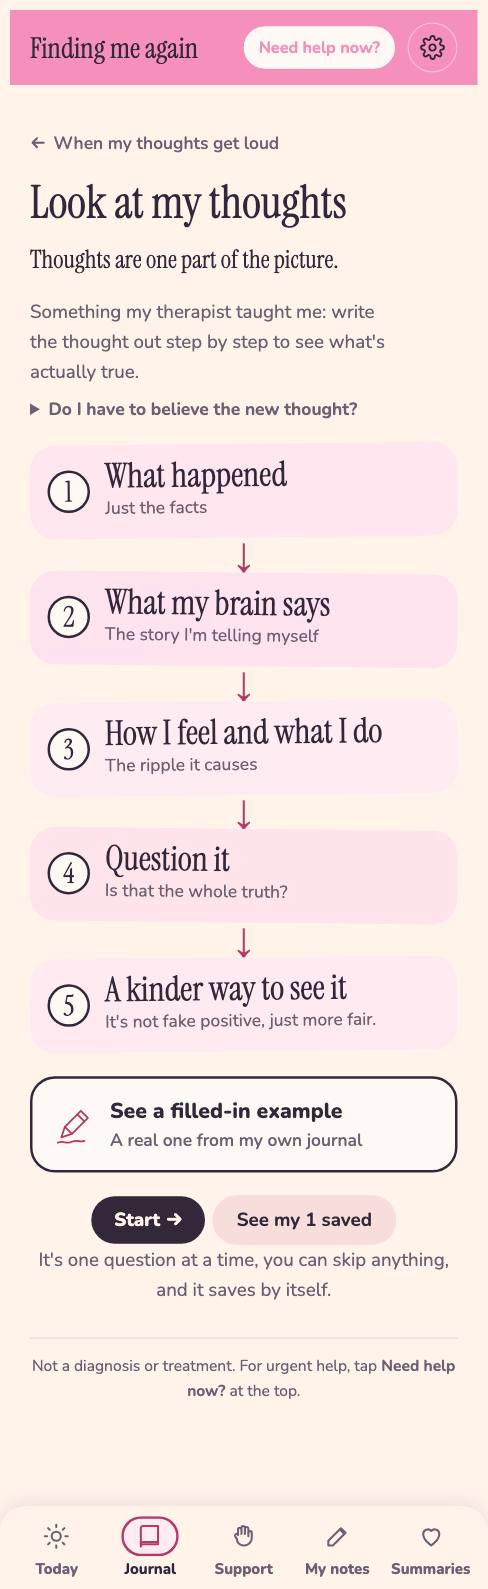 Finding me again
Need help now?
← When my thoughts get loud
Look at my thoughts
Thoughts are one part of the picture.
Something my therapist taught me: write
the thought out step by step to see what's
actually true.
▶ Do I have to believe the new thought?
1
What happened
Just the facts
↓
2
What my brain says
The story I'm telling myself
↓
3
How I feel and what I do
The ripple it causes
↓
4
Question it
Is that the whole truth?
↓
5
A kinder way to see it
It's not fake positive, just more fair.
See a filled-in example
A real one from my own journal
Start →
See my 1 saved
It's one question at a time, you can skip anything,
and it saves by itself.
Not a diagnosis or treatment. For urgent help, tap Need help
now? at the top.
Today
Journal
Support
My notes
Summaries